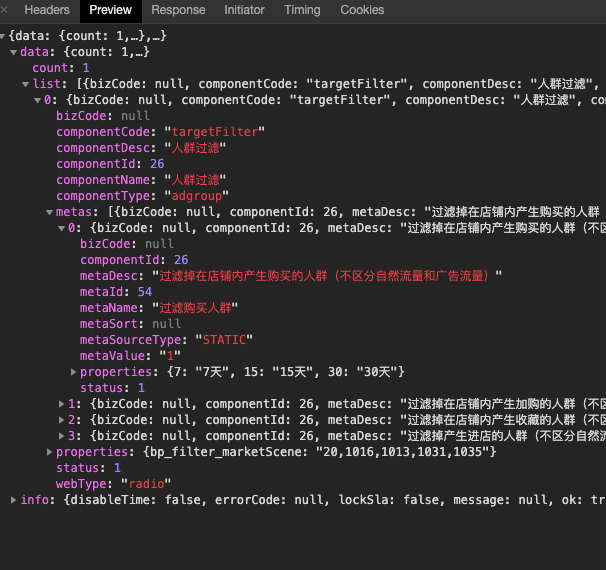 × Headers Preview Response Initiator Timing Cookies
▼{data: {count: 1,…},…}
▼data: {count: 1,…}
count: 1
▼list: [{bizCode: null, componentCode: "targetFilter", componentDesc: "人群过滤",
▼0: {bizCode: null, componentCode: "targetFilter", componentDesc: "人群过滤", co
bizCode: null
componentCode: "targetFilter"
componentDesc: "人群过滤"
componentId: 26
componentName: "人群过滤"
componentType: "adgroup"
▼metas: [{bizCode: null, componentId: 26, metaDesc: "过滤掉在店铺内产生购买的人群（
▼0: {bizCode: null, componentId: 26, metaDesc: "过滤掉在店铺内产生购买的人群（不区
bizCode: null
componentId: 26
metaDesc: "过滤掉在店铺内产生购买的人群（不区分自然流量和广告流量）"
metaId: 54
metaName: "过滤购买人群"
metaSort: null
metaSourceType: "STATIC"
metaValue: "1"
▶properties: {7: "7天", 15: "15天", 30: "30天"}
status: 1
▶1: {bizCode: null, componentId: 26, metaDesc: "过滤掉在店铺内产生加购的人群（不区
▶2: {bizCode: null, componentId: 26, metaDesc: "过滤掉在店铺内产生收藏的人群（不区
▶3: {bizCode: null, componentId: 26, metaDesc: "过滤掉产生进店的人群（不区分自然流
▶properties: {bp_filter_marketScene: "20,1016,1013,1031,1035"}
status: 1
webType: "radio"
▶info: {disableTime: false, errorCode: null, lockSla: false, message: null, ok: tr